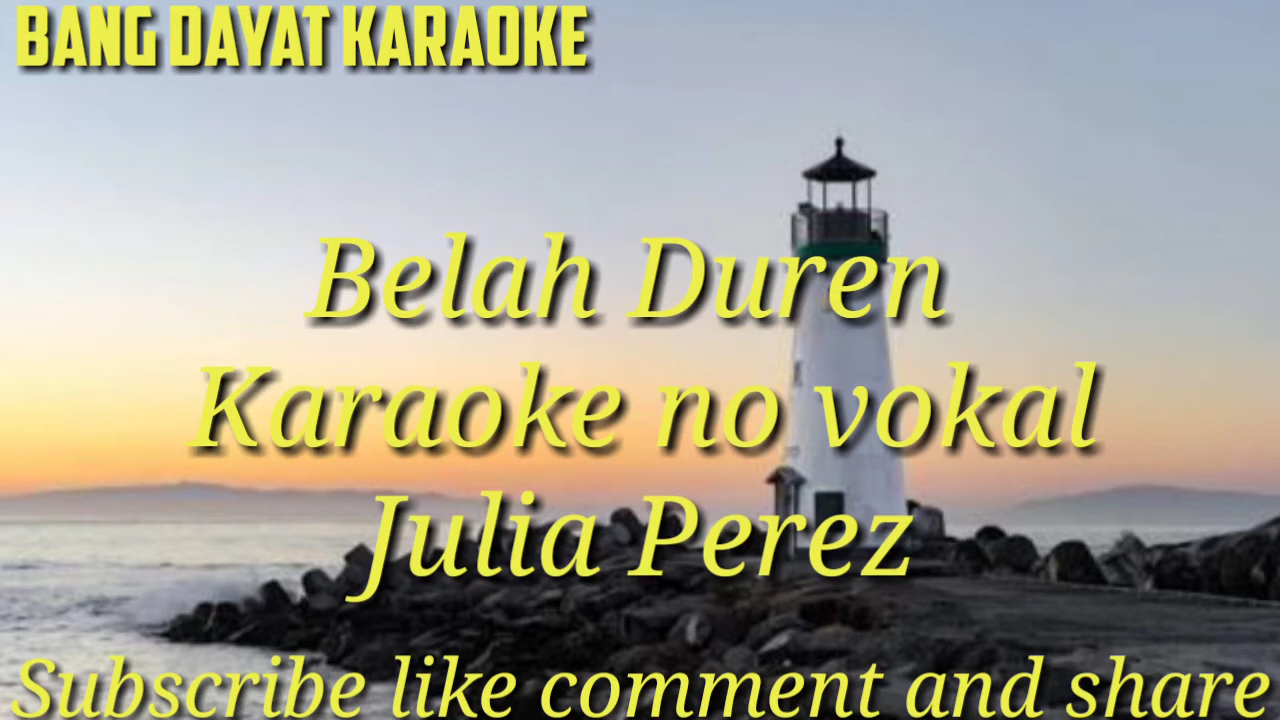 BANG DAYAT KARAOKE
Belah Duren
Karaoke no vokal
Julia Perez
Subscribe like comment and share